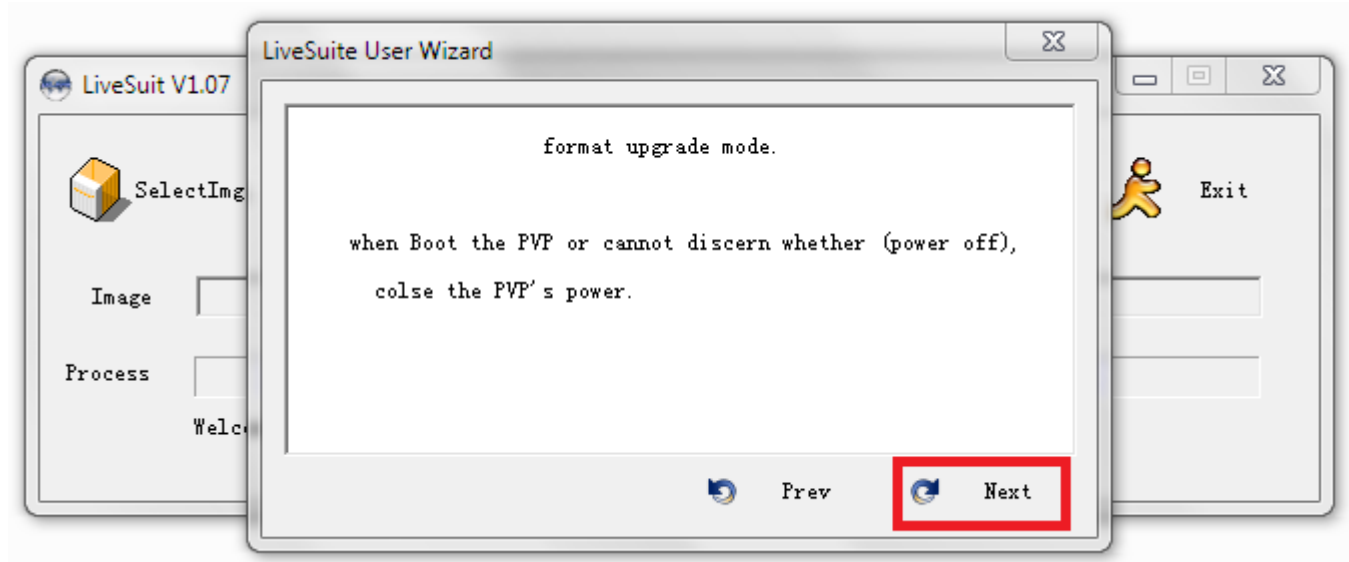 LiveSuite User Wizard
LiveSuit V1.07
format upgrade mode.
SelectImg
Exit
when Boot the PVP or cannot discern whether (power off),
colse the PVP's power.
Image
Process
Welc
Prev
Next